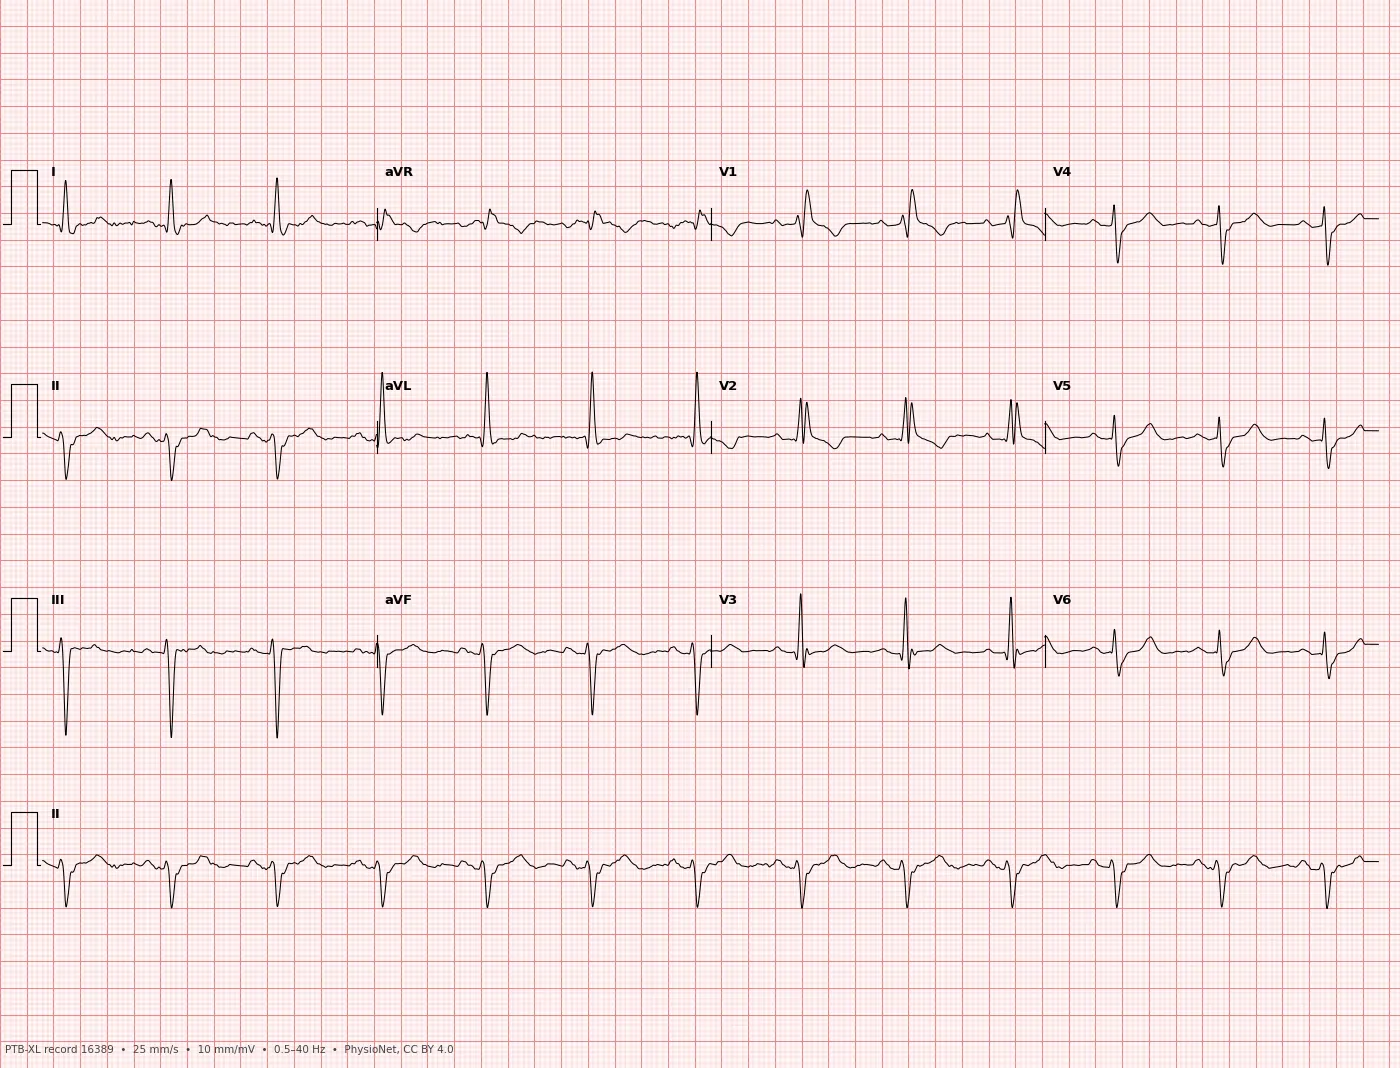 I aVR V1 V4
II aVL V2 V5
III aVF V3 V6
II
PTB-XL record 16389 • 25 mm/s • 10 mm/mV • 0.5–40 Hz • PhysioNet, CC BY 4.0